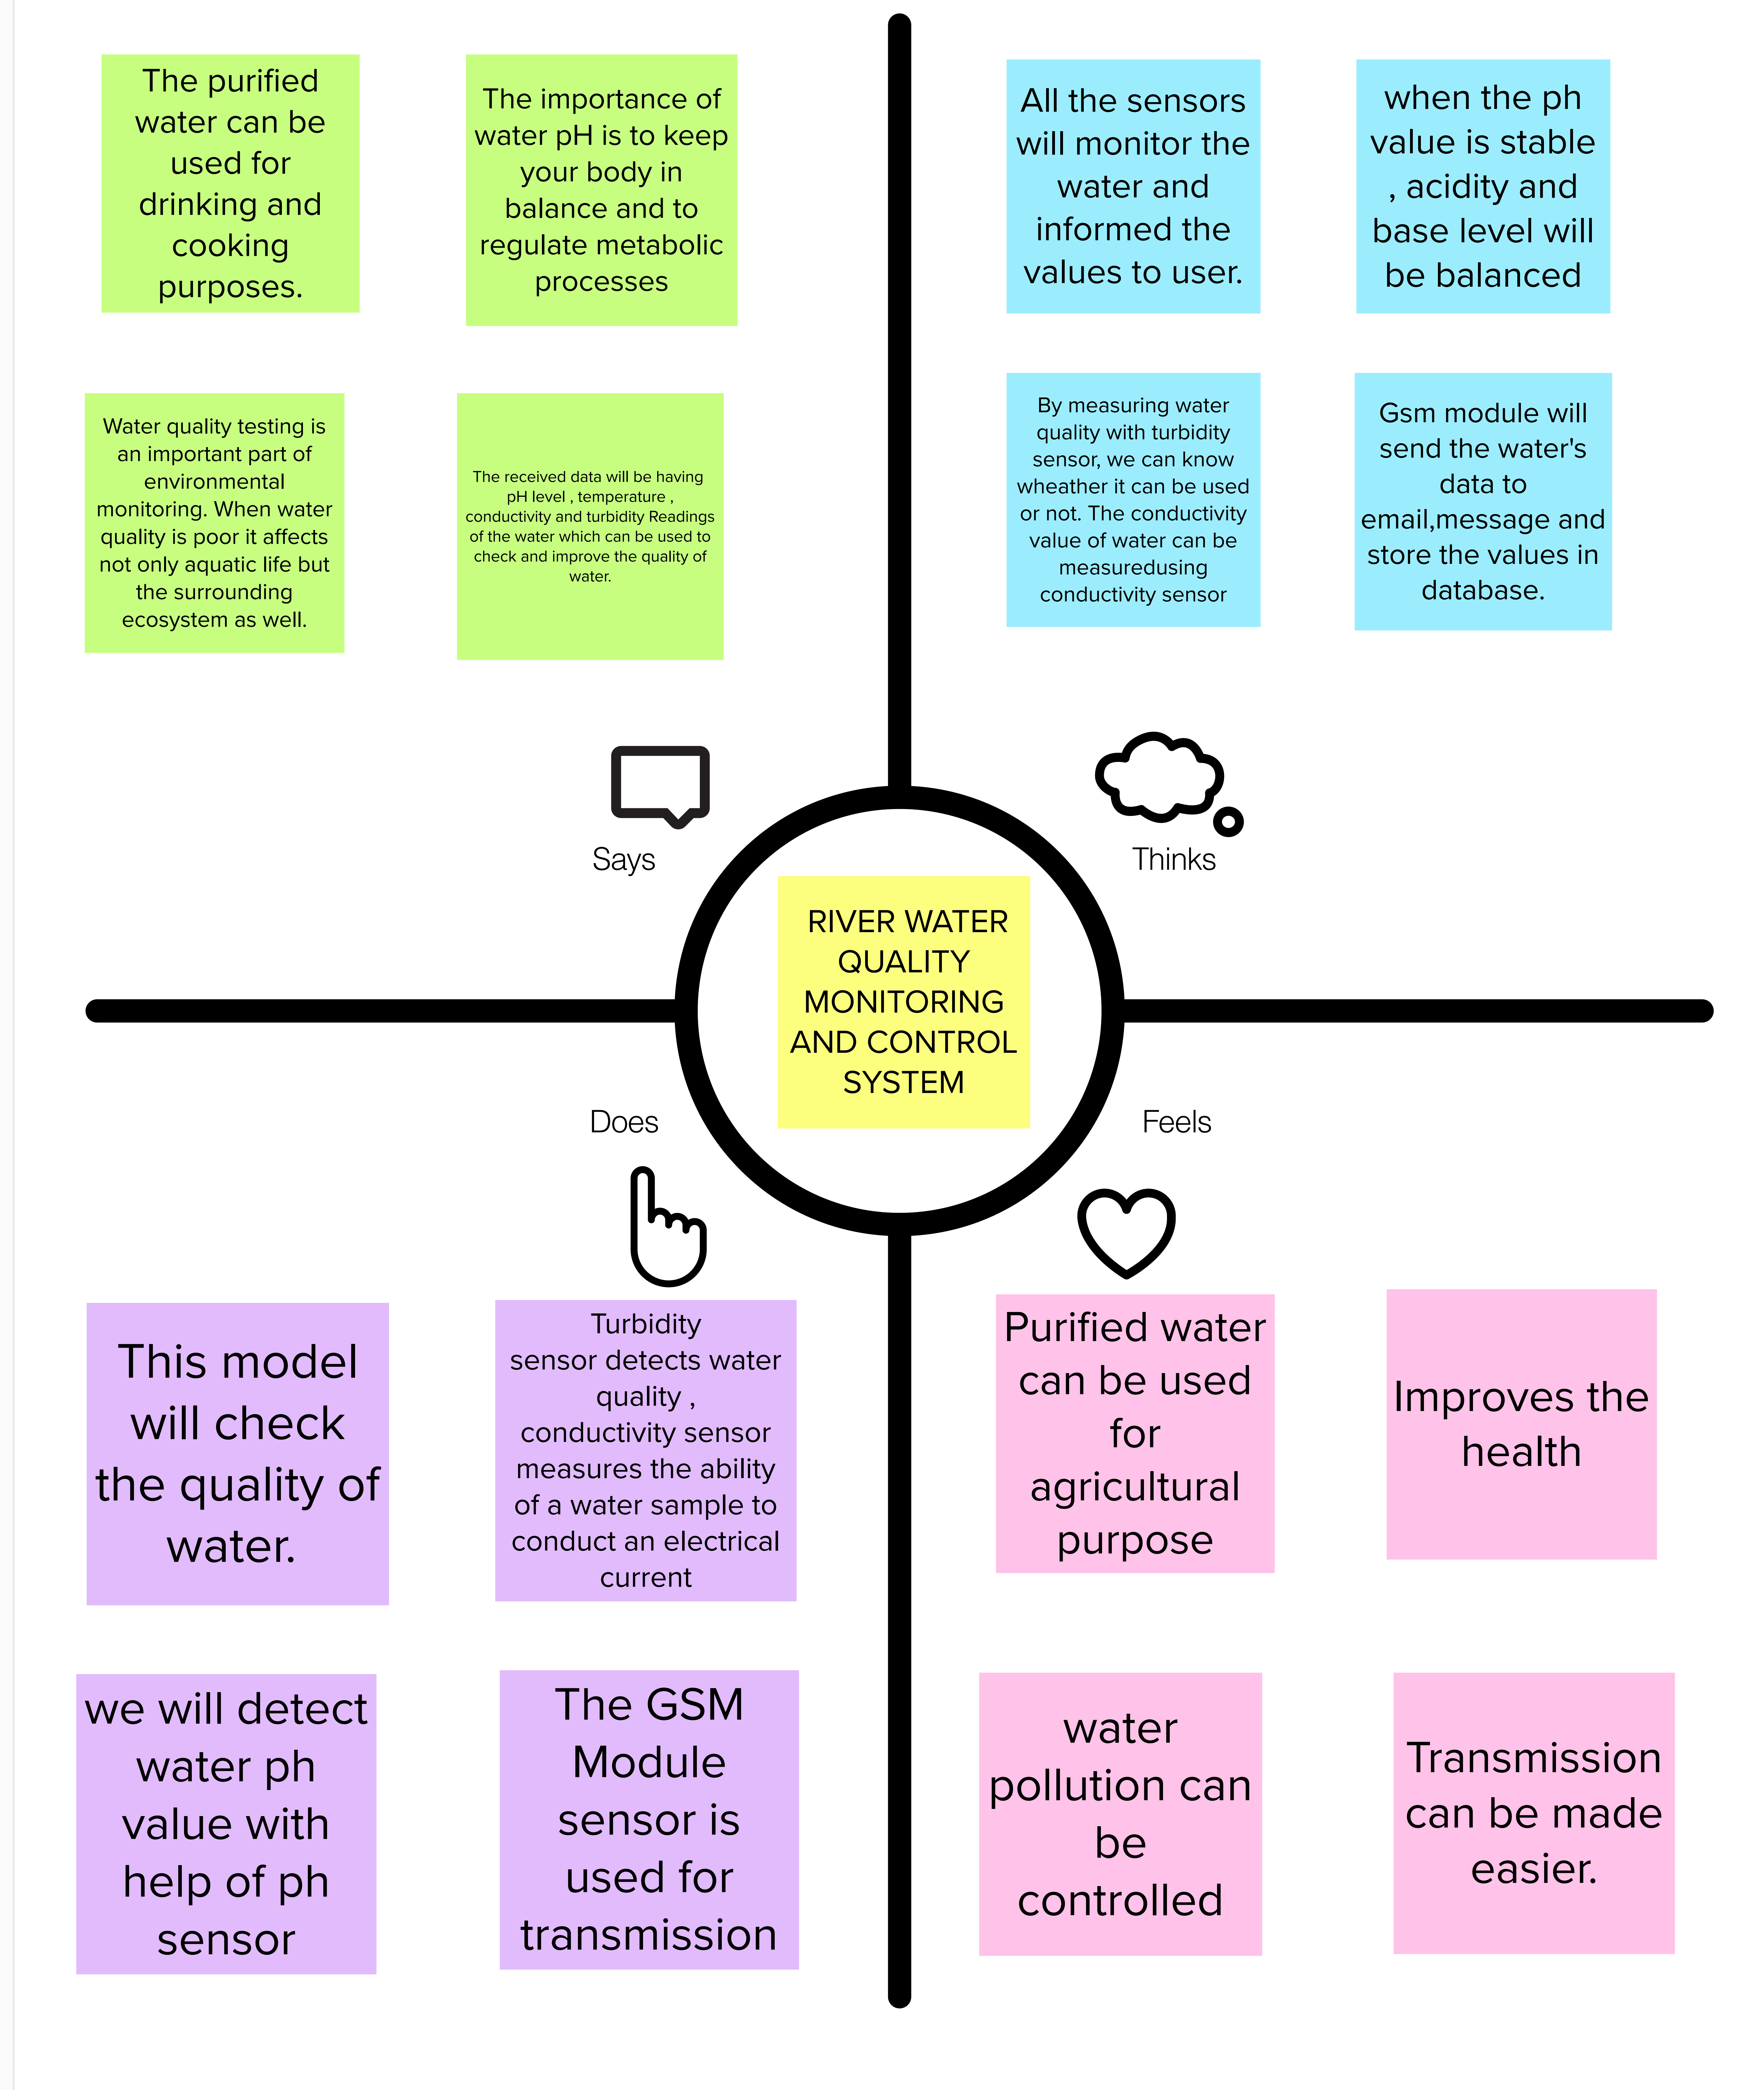 The purified
water can be
used for
drinking and
cooking
purposes.
The importance of
water pH is to keep
your body in
balance and to
regulate metabolic
processes
Water quality testing is
an important part of
environmental
monitoring. When water
quality is poor it affects
not only aquatic life but
the surrounding
ecosystem as well.
The received data will be having
pH level , temperature ,
conductivity and turbidity Readings
of the water which can be used to
check and improve the quality of
water.
Says
All the sensors
will monitor the
water and
informed the
values to user.
when the ph
value is stable
, acidity and
base level will
be balanced
By measuring water
quality with turbidity
sensor, we can know
wheather it can be used
or not. The conductivity
value of water can be
measuredusing
conductivity sensor
Gsm module will
send the water's
data to
email,message and
store the values in
database.
Thinks
RIVER WATER
QUALITY
MONITORING
AND CONTROL
SYSTEM
Does
This model
will check
the quality of
water.
Turbidity
sensor detects water
quality ,
conductivity sensor
measures the ability
of a water sample to
conduct an electrical
current
we will detect
water ph
value with
help of ph
sensor
The GSM
Module
sensor is
used for
transmission
Feels
Purified water
can be used
for
agricultural
purpose
Improves the
health
water
pollution can
be
controlled
Transmission
can be made
easier.